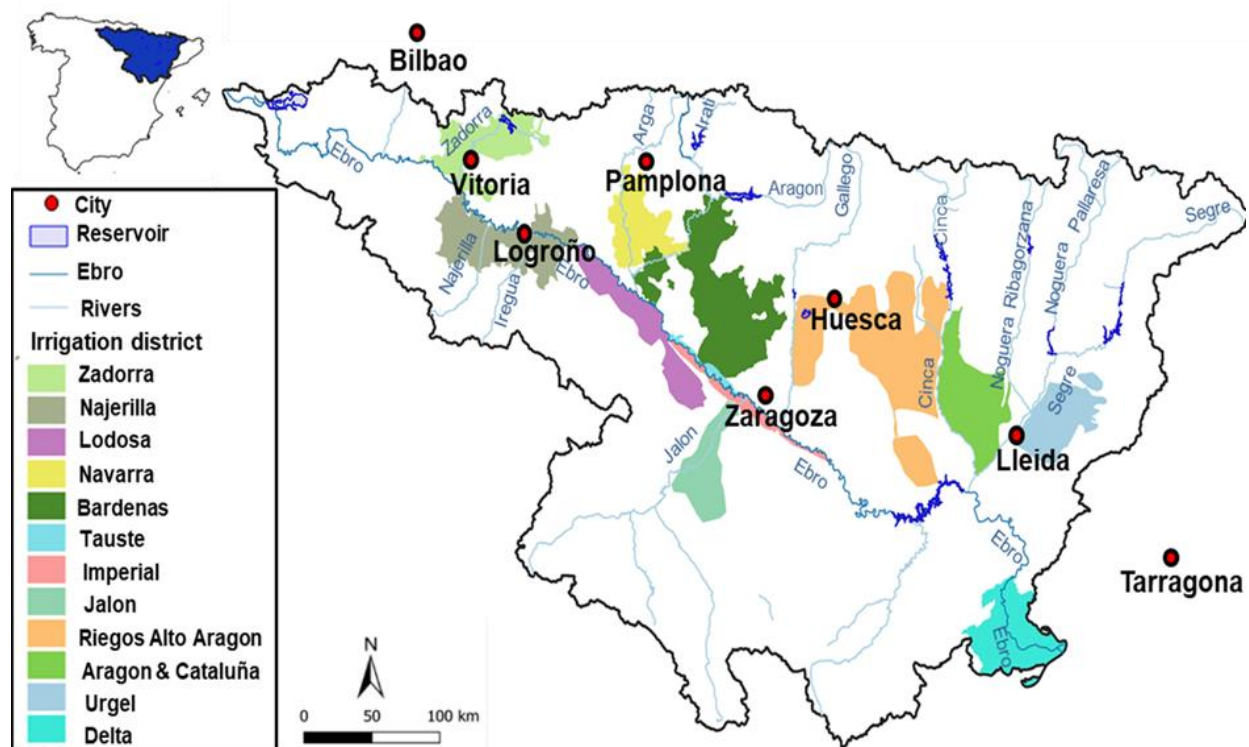 Bilbao
Zadorra
Ebro
Vitoria
Arga
Irati
Pamplona
Aragon
Gallego
Cinca
Noguera Ribagorzana
Noguera Pallaresa
Segre
Najerilla
Logroño
Iregua
Ebro
Huesca
Cinca
Segre
Zaragoza
Lleida
Jalon
Ebro
Ebro
Tarragona
Ebro
City
Reservoir
Ebro
Rivers
Irrigation district
Zadorra
Najerilla
Lodosa
Navarra
Bardenas
Tauste
Imperial
Jalon
Riegos Alto Aragon
Aragon & Cataluña
Urgel
Delta
N
0 50 100 km